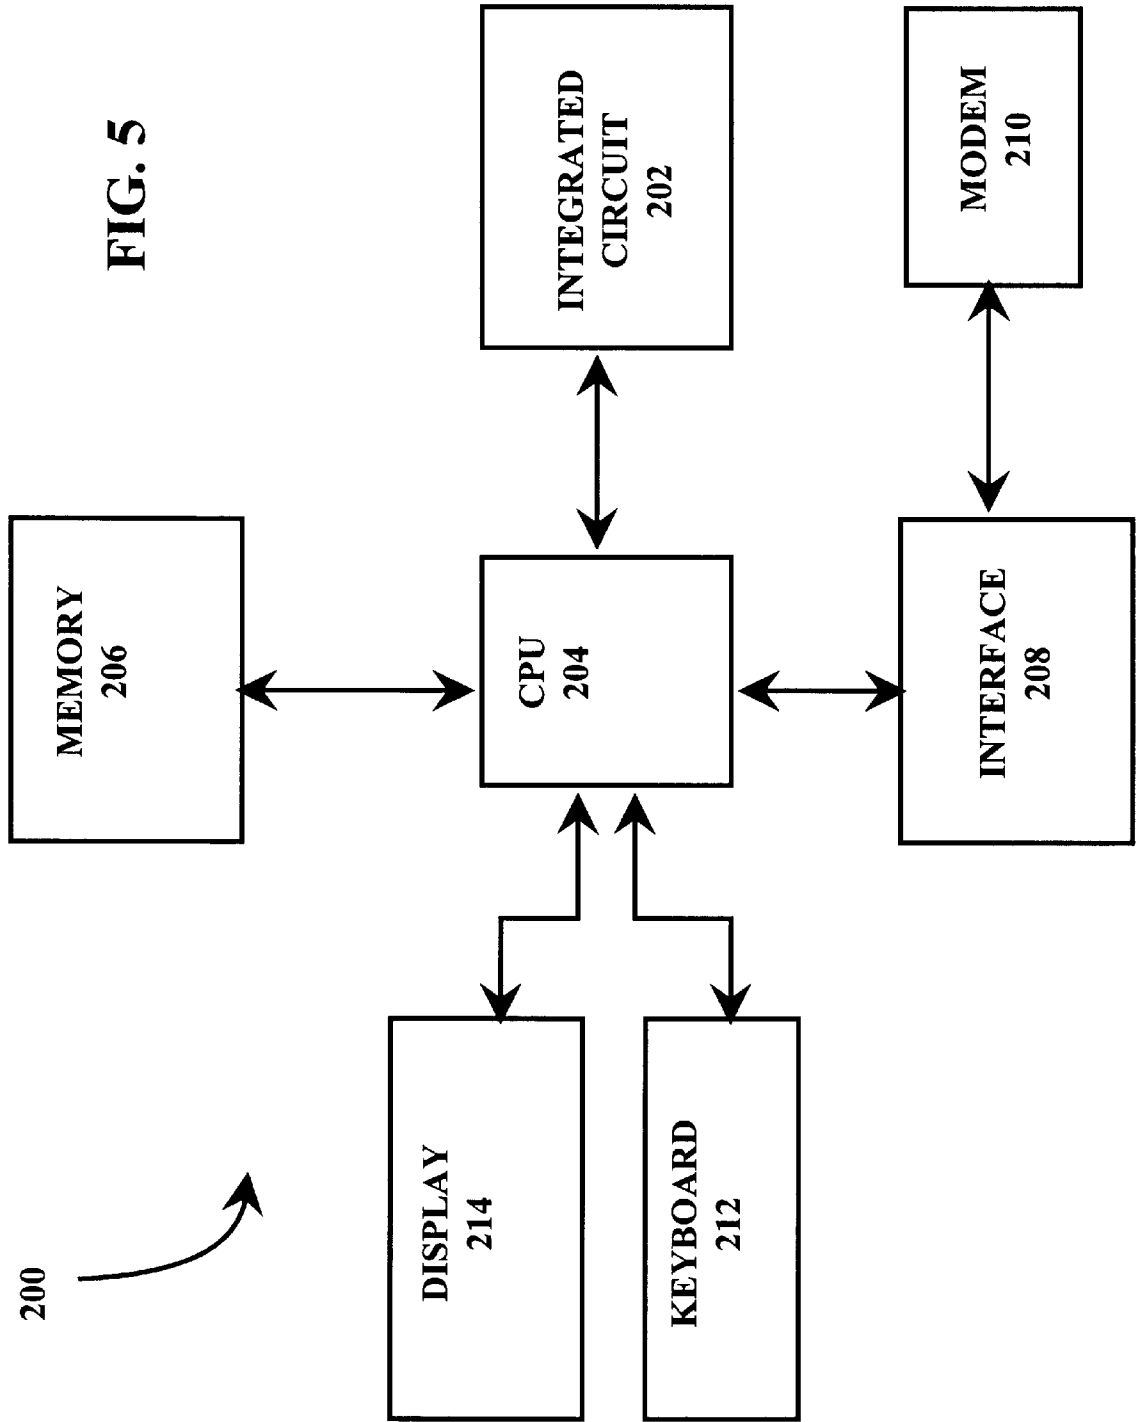 FIG. 5
200
MEMORY
206
DISPLAY
214
CPU
204
INTEGRATED
CIRCUIT
202
KEYBOARD
212
INTERFACE
208
MODEM
210